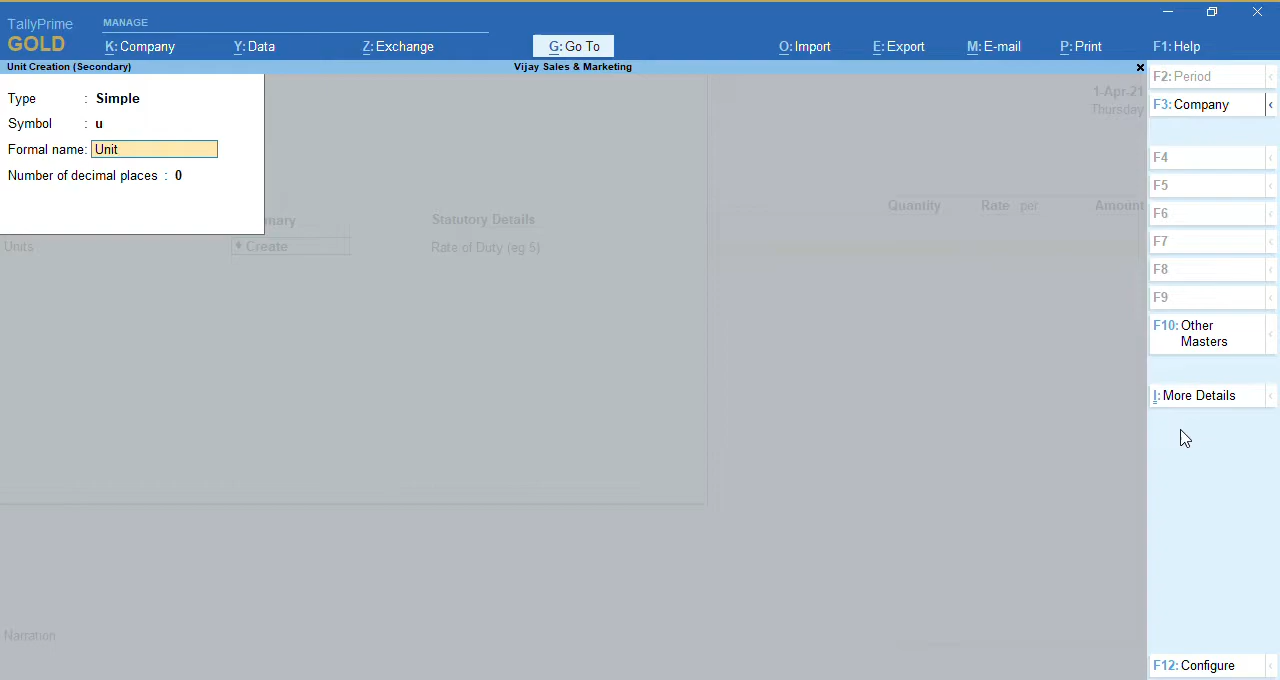 TallyPrime
GOLD
MANAGE
K: Company
Y: Data
Z: Exchange
G: Go To
O: Import
E: Export
M: E-mail
P: Print
F1: Help
Unit Creation (Secondary)
Vijay Sales & Marketing
Type : Simple
Symbol : u
Formal name: Unit
Number of decimal places : 0
1-Apr-21
Thursday
Quantity Rate per Amount
Statutory Details
Units
Create
Rate of Duty (eg 5)
Narration
F2: Period
F3: Company
F4
F5
F6
F7
F8
F9
F10: Other
Masters
I: More Details
F12: Configure